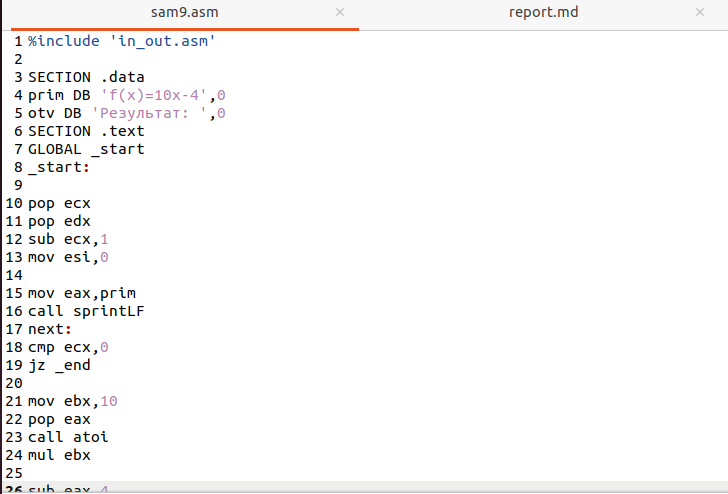 sam9.asm × report.md ×
1 %include 'in_out.asm'
2
3 SECTION .data
4 prim DB 'f(x)=10x-4',0
5 otv DB 'Результат: ',0
6 SECTION .text
7 GLOBAL _start
8 _start:
9
10 pop ecx
11 pop edx
12 sub ecx,1
13 mov esi,0
14
15 mov eax,prim
16 call sprintLF
17 next:
18 cmp ecx,0
19 jz _end
20
21 mov ebx,10
22 pop eax
23 call atoi
24 mul ebx
25
26 sub eax,4